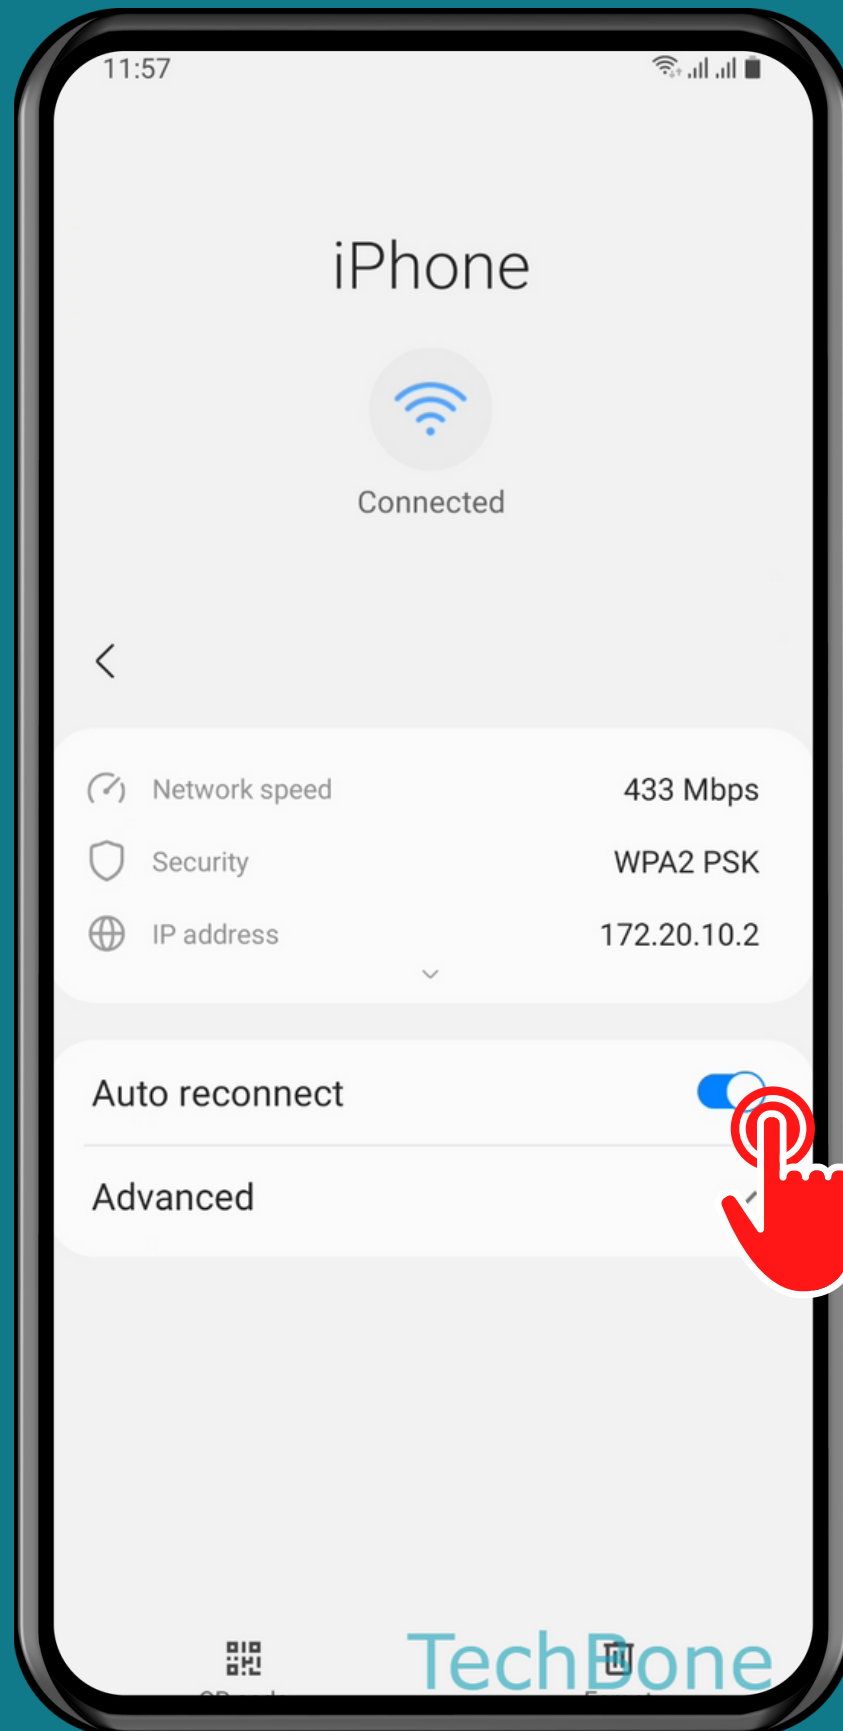 11:57
iPhone
Connected
Network speed 433 Mbps
Security WPA2 PSK
IP address 172.20.10.2
Auto reconnect
Advanced
TechBone